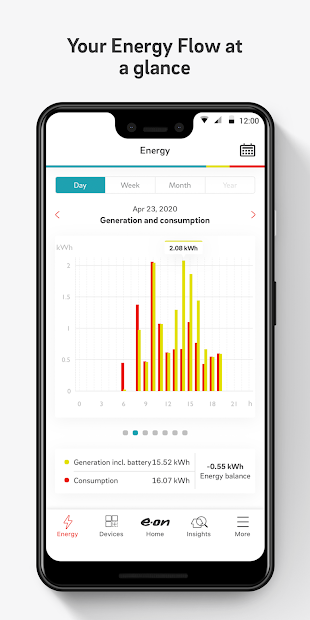 Your Energy Flow at
a glance
12:00
Energy
Day Week Month Year
Apr 23, 2020
Generation and consumption
kWh
2.08 kWh
2
1.5
1
0.5
0
0 3 6 9 12 15 18 21 h
Generation incl. battery 15.52 kWh
Consumption 16.07 kWh
-0.55 kWh
Energy balance
e·on
Energy Devices Home Insights More